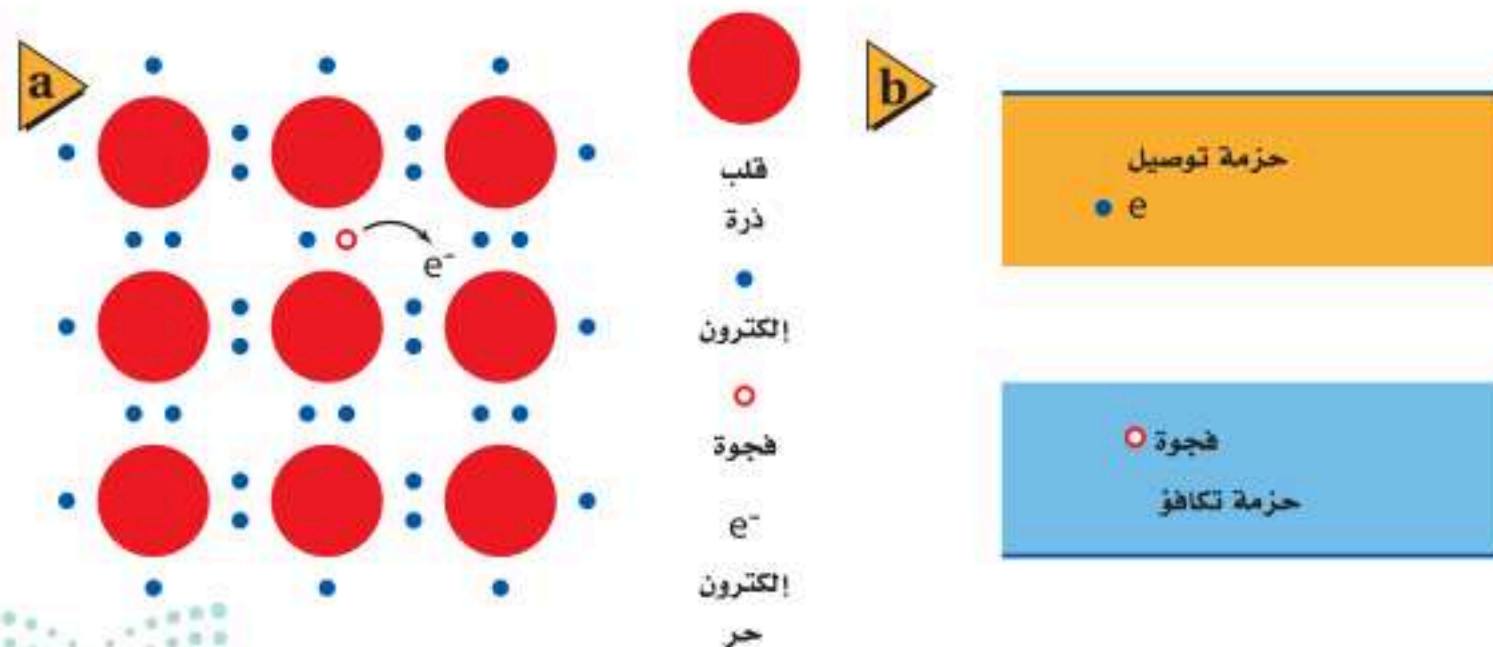 a
e⁻
قلب
ذرة
إلكترون
فجوة
e⁻
إلكترون
حر
b
حزمة توصيل
e
فجوة
حزمة تكافؤ